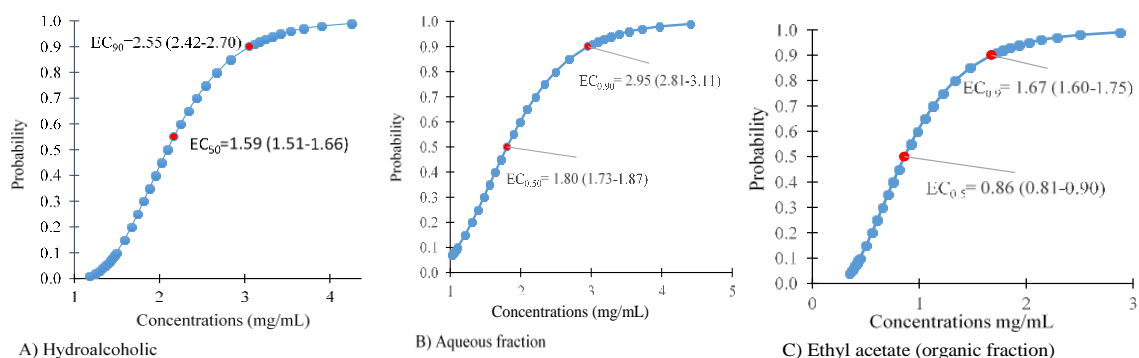 1.0
0.9
0.8
0.7
0.6
0.5
0.4
0.3
0.2
0.1
0.0
Probability
EC90=2.55 (2.42-2.70)
EC50=1.59 (1.51-1.66)
1 2 3 4
Concentrations (mg/mL)
A) Hydroalcoholic
1.0
0.9
0.8
0.7
0.6
0.5
0.4
0.3
0.2
0.1
0.0
Probability
EC0.90= 2.95 (2.81-3.11)
EC0.50= 1.80 (1.73-1.87)
1 2 3 4 5
Concentrations (mg/mL)
B) Aqueous fraction
1.0
0.9
0.8
0.7
0.6
0.5
0.4
0.3
0.2
0.1
0.0
Probability
EC0.9= 1.67 (1.60-1.75)
EC0.5= 0.86 (0.81-0.90)
0 1 2 3
Concentrations mg/mL
C) Ethyl acetate (organic fraction)